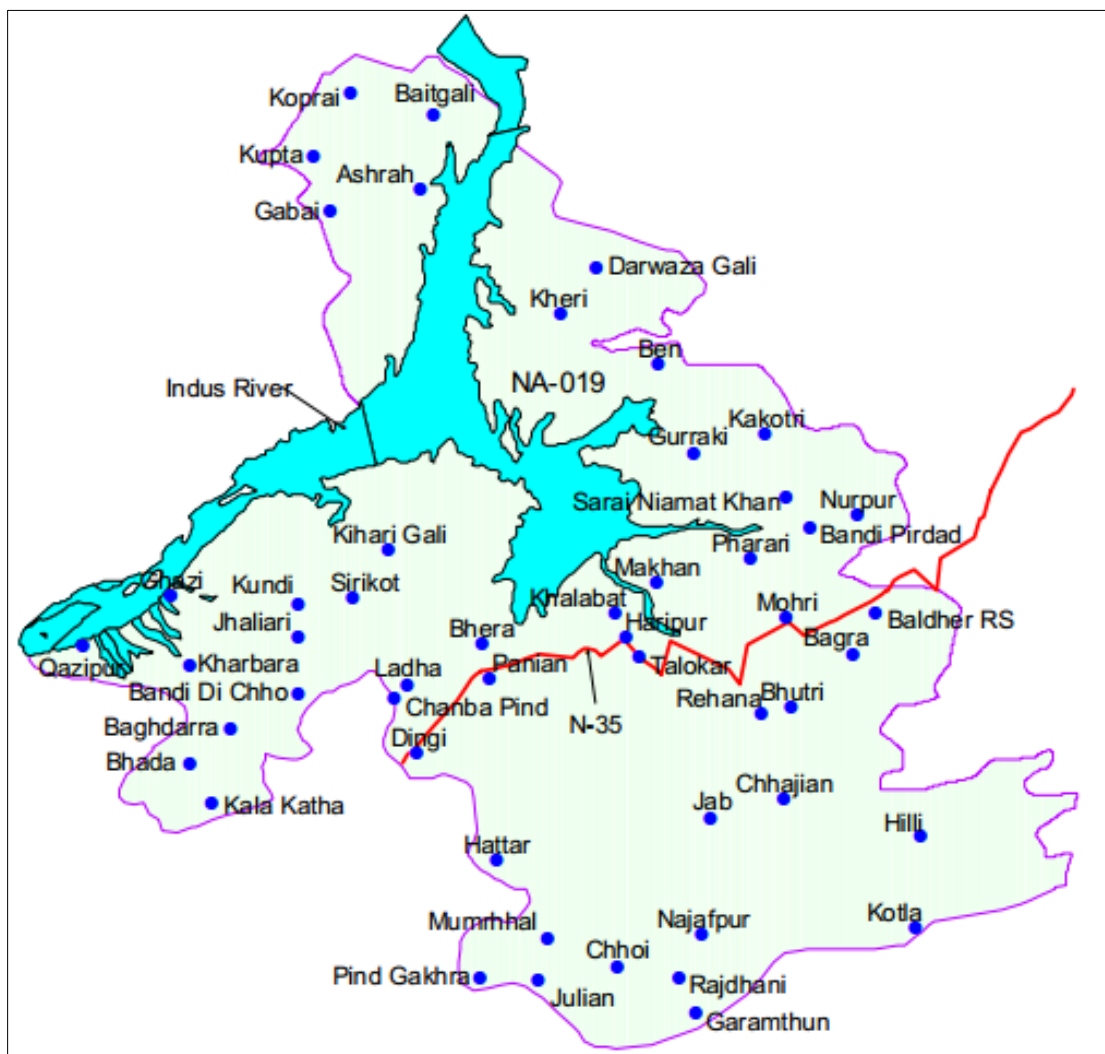 Koprai
Baitgali
Kupta
Ashrah
Gabai
Darwaza Gali
Kheri
Ben
NA-019
Indus River
Kakotri
Gurraki
Sarai Niamat Khan
Nurpur
Bandi Pirdad
Kihari Gali
Pharari
Makhan
Ghazi
Kundi
Sirikot
Khalabat
Mohri
Baldher RS
Jhaliari
Bhera
Haripur
Bagra
Qazipur
Kharbara
Ladha
Panian
Talokar
Bandi Di Chho
Chanba Pind
Rehana
Bhutri
N-35
Baghdarra
Dingi
Bhada
Kala Katha
Chhajian
Jab
Hilli
Hattar
Mumrhhal
Najafpur
Kotla
Chhoi
Pind Gakhra
Julian
Rajdhani
Garamthun